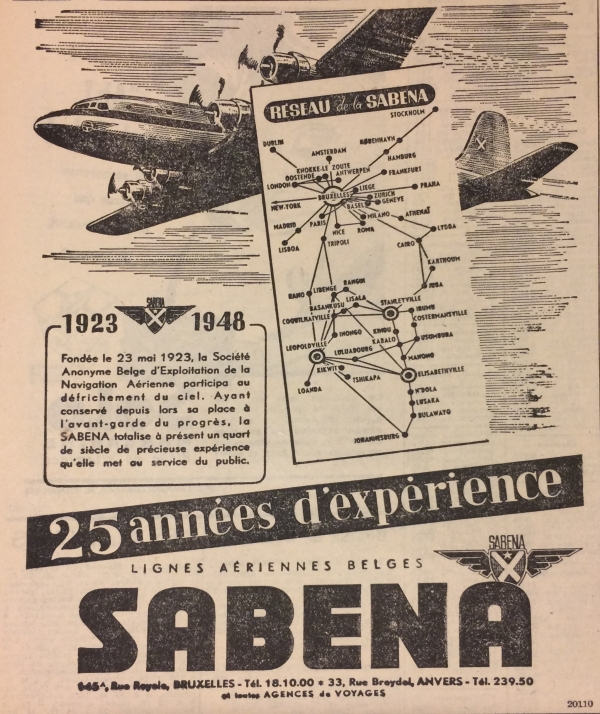 RÉSEAU de la SABENA
STOCKHOLM
DUBLIN
KØBENHAVN
AMSTERDAM
HAMBURG
KNOKKE-LE ZOUTE
OOSTENDE
ANTWERPEN
FRANKFURT
LONDON
LIEGE
PRAHA
BRUXELLES
ZURICH
NEW-YORK
BASEL
GENÈVE
MADRID
PARIS
MILANO
ATHENAÏ
NICE
ROMA
LISBOA
TRIPOLI
CAIRO
LYDDA
KARTHOUM
KANO
LIBENGE
BANGUI
JUBA
BASANKUSU
LISALA
STANLEYVILLE
IRUMU
COQUILHATVILLE
COSTERMANSVILLE
INONGO
KINDU
USUMBURA
LEOPOLDVILLE
KABALO
LULUABOURG
MANONO
KIKWIT
ELISABETHVILLE
TSHIKAPA
LOANDA
N'DOLA
LUSAKA
BULAWAYO
JOHANNESBURG
SABENA
1923 1948
Fondée le 23 mai 1923, la Société
Anonyme Belge d'Exploitation de la
Navigation Aérienne participa au
défrichement du ciel. Ayant
conservé depuis lors sa place à
l'avant-garde du progrès, la
SABENA totalise à présent un quart
de siècle de précieuse expérience
qu'elle met au service du public.
25 années d'expérience
SABENA
LIGNES AÉRIENNES BELGES
SABENA
Rue Royale, BRUXELLES - Tél. 18.10.00 * 33, Rue Breydel, ANVERS - Tél. 239.50
et toutes AGENCES de VOYAGES
20110